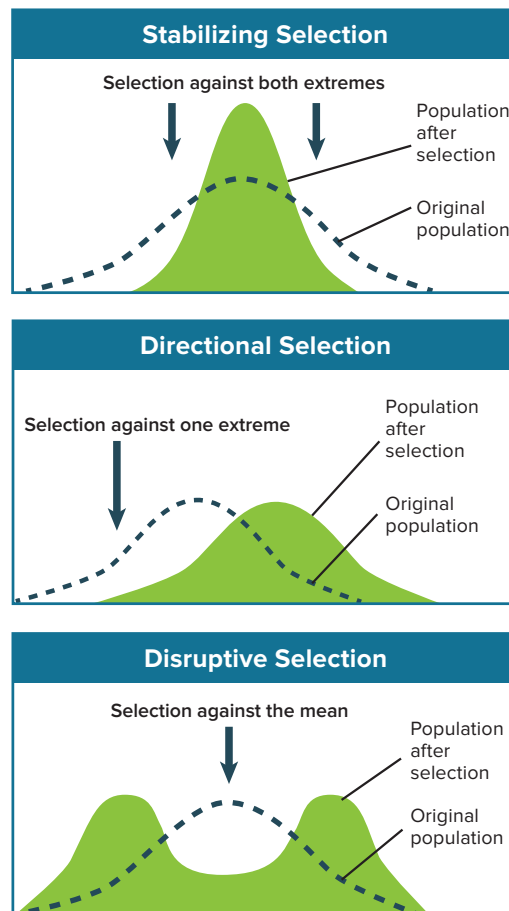 Stabilizing Selection
Selection against both extremes
Population
after
selection
Original
population
Directional Selection
Selection against one extreme
Population
after
selection
Original
population
Disruptive Selection
Selection against the mean
Population
after
selection
Original
population